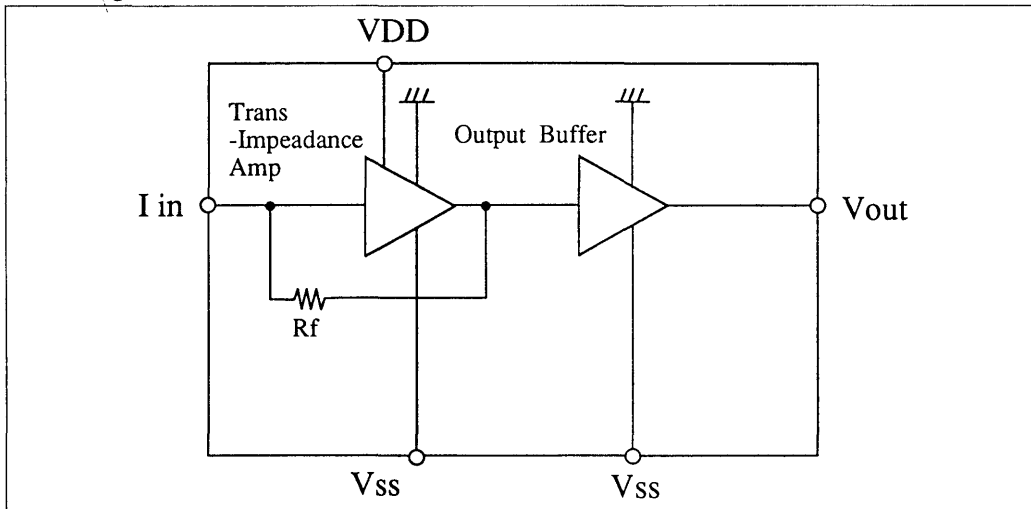 VDD
Trans
-Impeadance
Amp
Output Buffer
I in
Vout
Rf
Vss
Vss